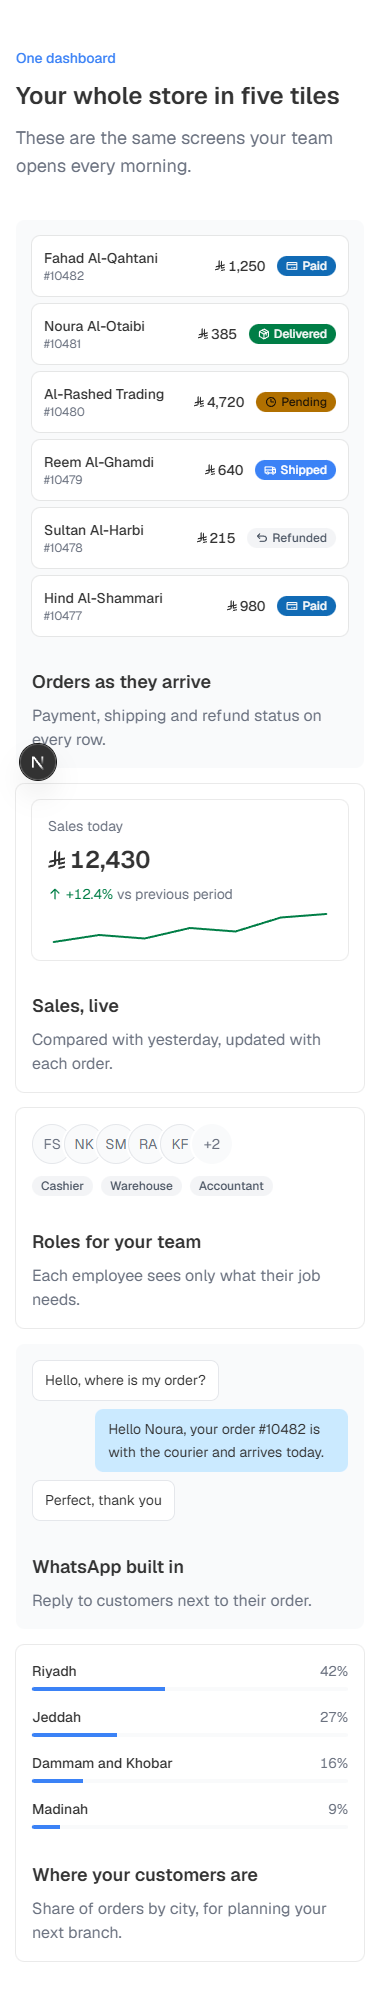 One dashboard
Your whole store in five tiles
These are the same screens your team
opens every morning.
Fahad Al-Qahtani
#10482
⃁ 1,250
Paid
Noura Al-Otaibi
#10481
⃁ 385
Delivered
Al-Rashed Trading
#10480
⃁ 4,720
Pending
Reem Al-Ghamdi
#10479
⃁ 640
Shipped
Sultan Al-Harbi
#10478
⃁ 215
Refunded
Hind Al-Shammari
#10477
⃁ 980
Paid
Orders as they arrive
Payment, shipping and refund status on
every row.
N
Sales today
⃁ 12,430
↑ +12.4% vs previous period
Sales, live
Compared with yesterday, updated with
each order.
FS NK SM RA KF +2
Cashier Warehouse Accountant
Roles for your team
Each employee sees only what their job
needs.
Hello, where is my order?
Hello Noura, your order #10482 is
with the courier and arrives today.
Perfect, thank you
WhatsApp built in
Reply to customers next to their order.
Riyadh 42%
Jeddah 27%
Dammam and Khobar 16%
Madinah 9%
Where your customers are
Share of orders by city, for planning your
next branch.